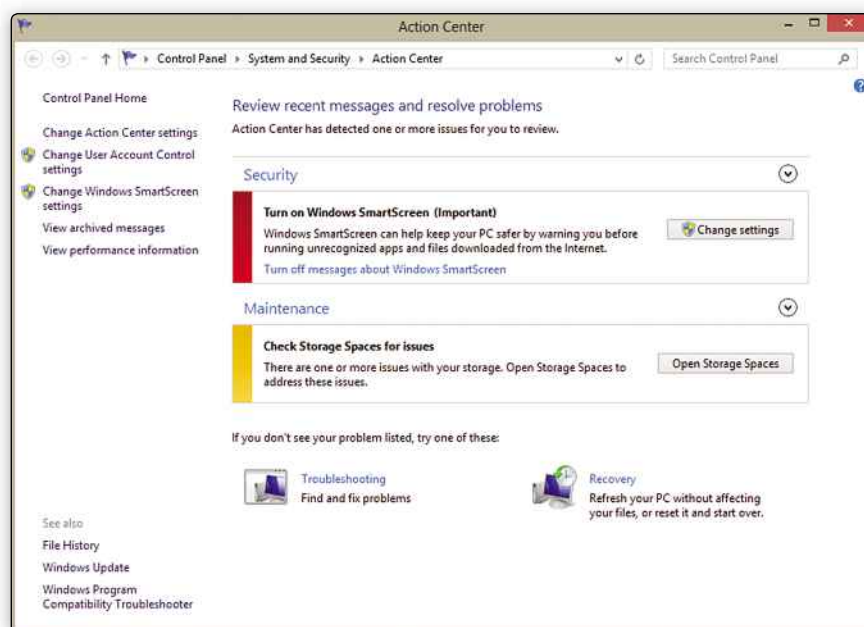 Action Center
Control Panel
System and Security
Action Center
Search Control Panel
Control Panel Home
Change Action Center settings
Change User Account Control
settings
Change Windows SmartScreen
settings
View archived messages
View performance information
Review recent messages and resolve problems
Action Center has detected one or more issues for you to review.
Security
Turn on Windows SmartScreen (Important)
Windows SmartScreen can help keep your PC safer by warning you before
running unrecognized apps and files downloaded from the Internet.
Turn off messages about Windows SmartScreen
Change settings
Maintenance
Check Storage Spaces for issues
There are one or more issues with your storage. Open Storage Spaces to
address these issues.
Open Storage Spaces
If you don't see your problem listed, try one of these:
Troubleshooting
Find and fix problems
Recovery
Refresh your PC without affecting
your files, or reset it and start over.
See also
File History
Windows Update
Windows Program
Compatibility Troubleshooter